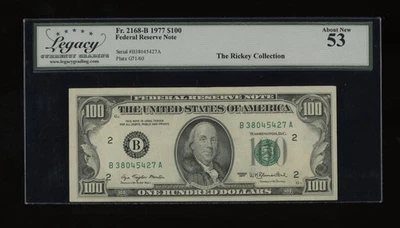 Legacy
CURRENCY GRADING
www.legacygrading.com
Fr. 2168-B 1977 $100
Federal Reserve Note
Serial #B38045427A
The Rickey Collection
About New
53
FEDERAL RESERVE NOTE
100
THE UNITED STATES OF AMERICA
100
B 38045427 A
2
2
B
B 38045427 A
2
2
100
ONE HUNDRED DOLLARS
100